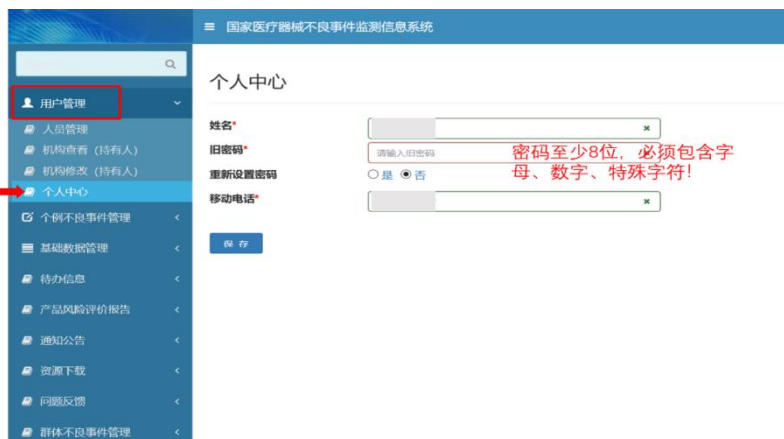 国家医疗器械不良事件监测信息系统
个人中心
用户管理
人员管理
机构查看（持有人）
机构修改（持有人）
个人中心
个例不良事件管理
基础数据管理
待办信息
产品风险评价报告
通知公告
资源下载
问题反馈
群体不良事件管理
姓名*
旧密码*
请输入旧密码
重新设置密码
是 否
移动电话*
保 存
密码至少8位，必须包含字
母、数字、特殊字符!